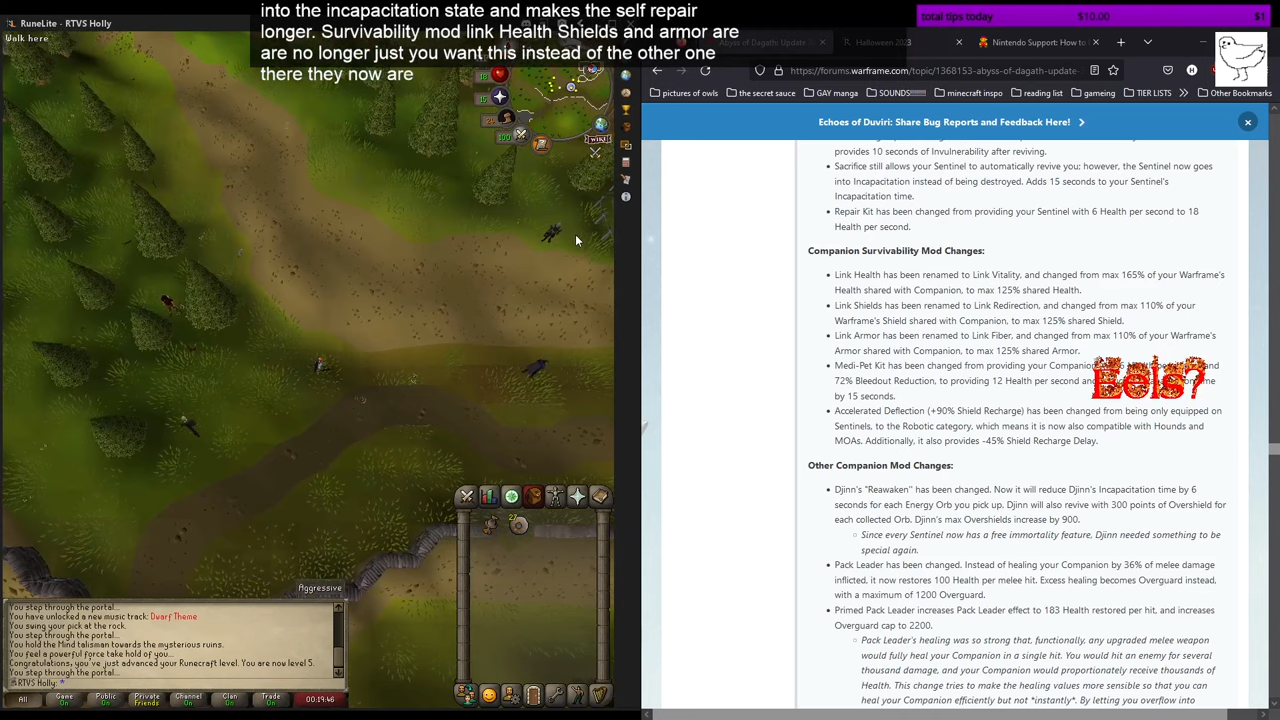 RuneLite - RTVS Holly
Walk here
into the incapacitation state and makes the self repair
longer. Survivability mod link Health Shields and armor are
are no longer just you want this instead of the other one
there they now are
total tips today $10.00 $1
Abyss of Dagath: Update
Halloween 2023
Nintendo Support: How to
https://forums.warframe.com/topic/1368153-abyss-of-dagath-update
pictures of owls
the secret sauce
GAY manga
SOUNDS
minecraft inspo
reading list
gameing
TIER LISTS
Other Bookmarks
Echoes of Duviri: Share Bug Reports and Feedback Here!
provides 10 seconds of Invulnerability after reviving.
Sacrifice still allows your Sentinel to automatically revive you; however, the Sentinel now goes
into Incapacitation instead of being destroyed. Adds 15 seconds to your Sentinel's
Incapacitation time.
Repair Kit has been changed from providing your Sentinel with 6 Health per second to 18
Health per second.
Companion Survivability Mod Changes:
Link Health has been renamed to Link Vitality, and changed from max 165% of your Warframe's
Health shared with Companion, to max 125% shared Health.
Link Shields has been renamed to Link Redirection, and changed from max 110% of your
Warframe's Shield shared with Companion, to max 125% shared Shield.
Link Armor has been renamed to Link Fiber, and changed from max 110% of your Warframe's
Armor shared with Companion, to max 125% shared Armor.
Medi-Pet Kit has been changed from providing your Companion and
72% Bleedout Reduction, to providing 12 Health per second and
by 15 seconds.
Eels?
Accelerated Deflection (+90% Shield Recharge) has been changed from being only equipped on
Sentinels, to the Robotic category, which means it is now also compatible with Hounds and
MOAs. Additionally, it also provides -45% Shield Recharge Delay.
Other Companion Mod Changes:
Djinn's "Reawaken" has been changed. Now it will reduce Djinn's Incapacitation time by 6
seconds for each Energy Orb you pick up. Djinn will also revive with 300 points of Overshield for
each collected Orb. Djinn's max Overshields increase by 900.
Since every Sentinel now has a free immortality feature, Djinn needed something to be
special again.
Pack Leader has been changed. Instead of healing your Companion by 36% of melee damage
inflicted, it now restores 100 Health per melee hit. Excess healing becomes Overguard instead,
with a maximum of 1200 Overguard.
Primed Pack Leader increases Pack Leader effect to 183 Health restored per hit, and increases
Overguard cap to 2200.
Pack Leader's healing was so strong that, functionally, any upgraded melee weapon
would fully heal your Companion in a single hit. You would hit an enemy for several
thousand damage, and your Companion would proportionately receive thousands of
Health. This change tries to make the healing values more sensible so that you can
heal your Companion efficiently but not *instantly*. By letting you overflow into
18
15
100
WIKI
27
Aggressive
You step through the portal...
You have unlocked a new music track: Dwarf Theme
You swing your pick at the rock.
You step through the portal...
You hold the Mind talisman towards the mysterious ruins.
You feel a powerful force take hold of you...
Congratulations, you've just advanced your Runecraft level. You are now level 5.
You step through the portal...
RTVS Holly: *
All
Game
On
Public
On
Private
Friends
Channel
On
Clan
On
Trade
On
00:19:46